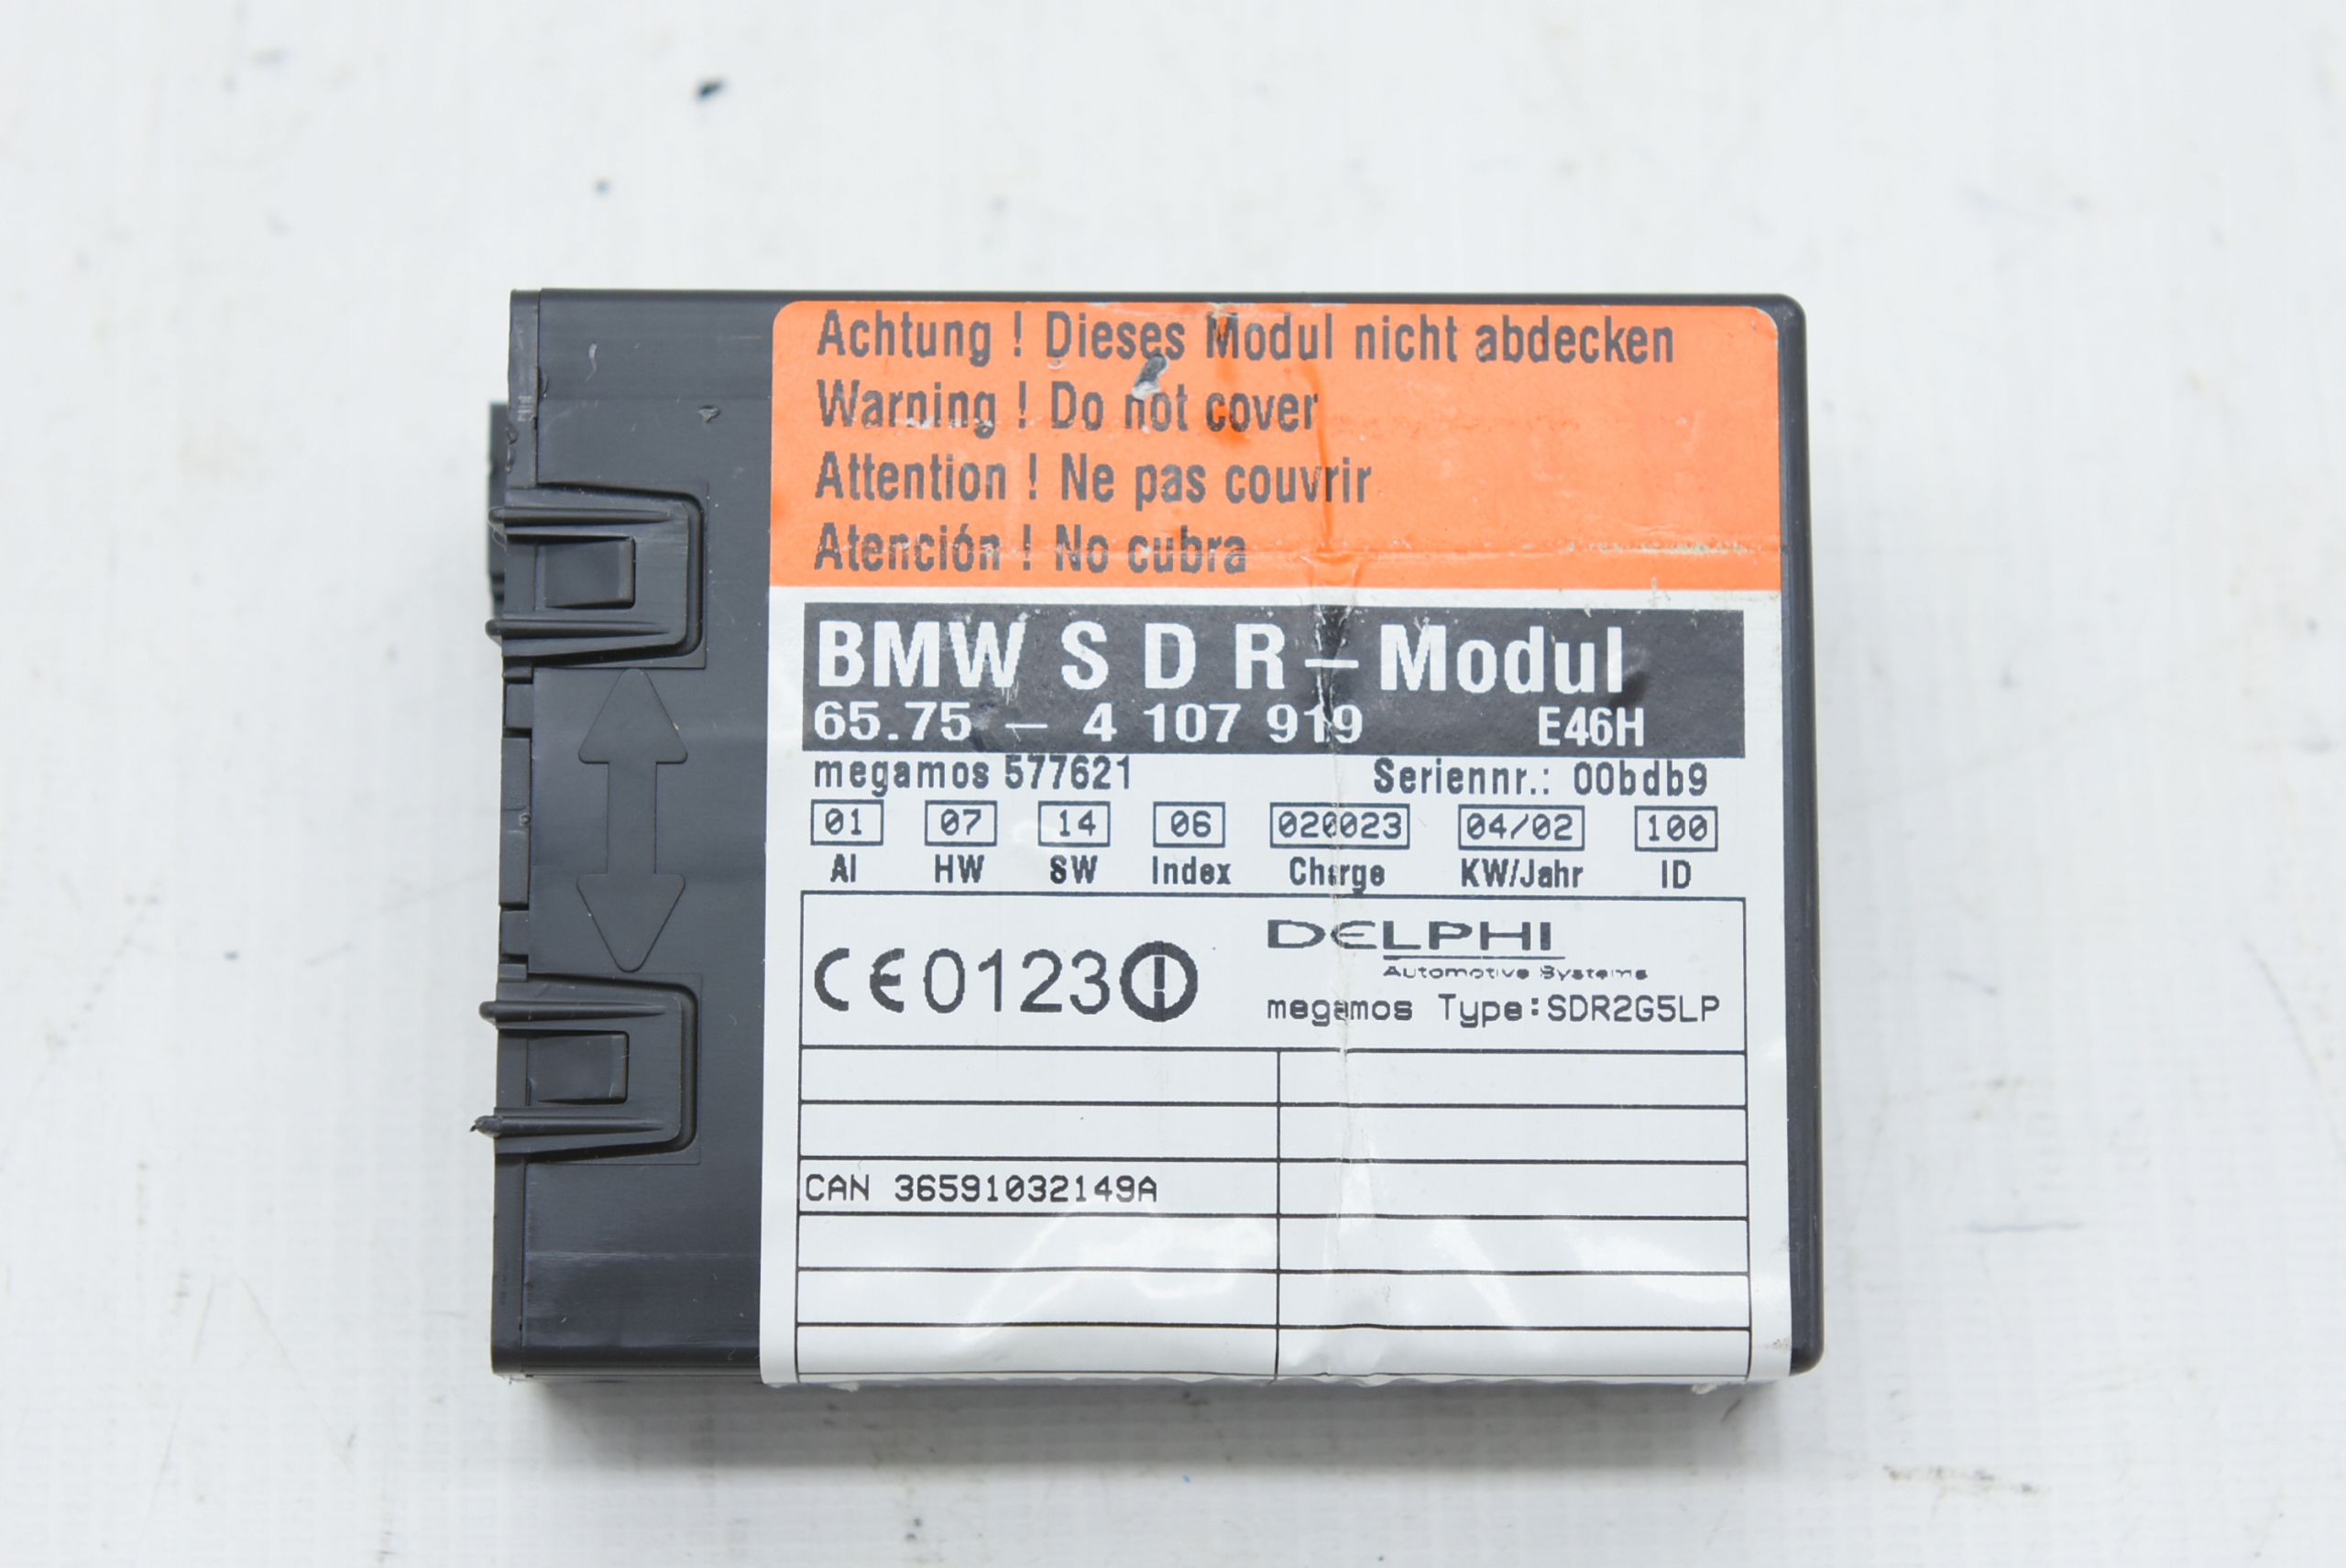 Achtung ! Dieses Modul nicht abdecken
Warning ! Do not cover
Attention ! Ne pas couvrir
Atención ! No cubra
BMW S D R – Modul
65.75 – 4 107 919 E46H
megamos 577621 Seriennr.: 00bdb9
01 07 14 06 020023 04/02 100
AI HW SW Index Charge KW/Jahr ID
CE0123 DELPHI
Automotive Systems
megamos Type:SDR2G5LP
CAN 36591032149A